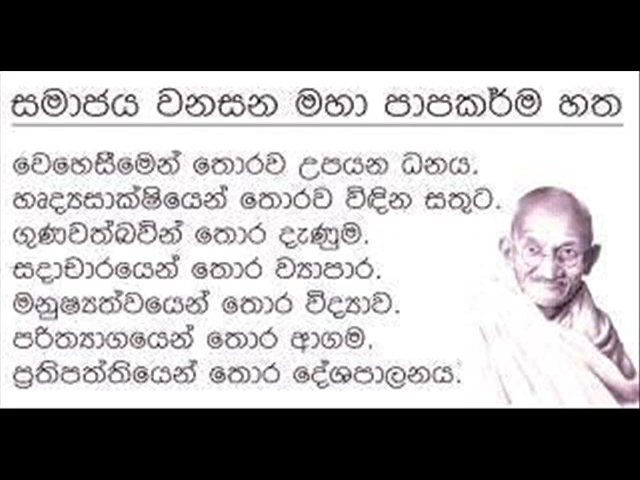 සමාජය වනසන මහා පාපකර්ම හත
වෙහෙසීමෙන් තොරව උපයන ධනය.
හෘද්‍යසාක්ෂියෙන් තොරව විඳින සතුට.
ගුණවත්බවින් තොර දැණුම.
සදාචාරයෙන් තොර ව්‍යාපාර.
මනුෂ්‍යත්වයෙන් තොර විද්‍යාව.
පරිත්‍යාගයෙන් තොර ආගම.
ප්‍රතිපත්තියෙන් තොර දේශපාලනය.